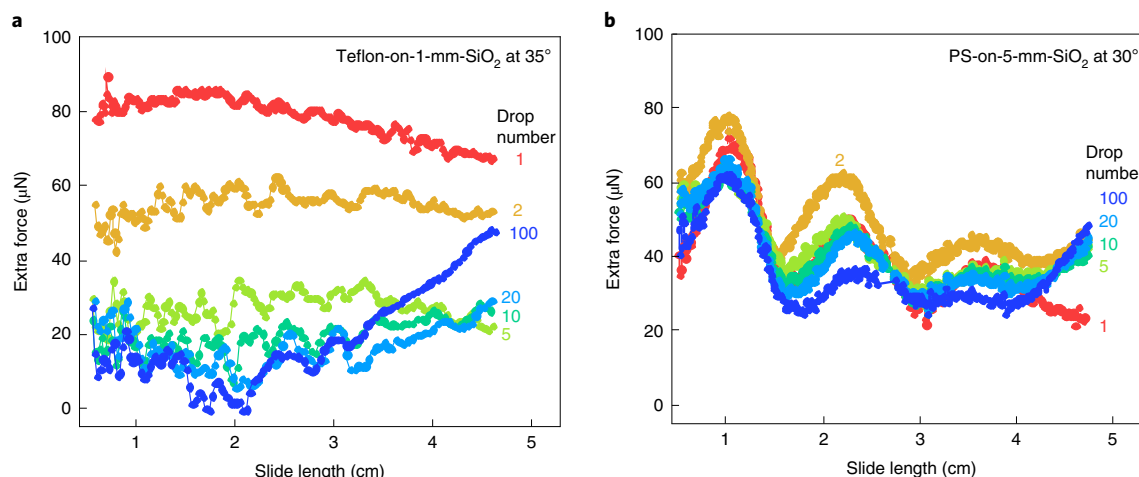 a
Teflon-on-1-mm-SiO₂ at 35°
Extra force (µN)
100
80
60
40
20
0
Drop
number
1
2
100
20
10
5
1
2
3
4
5
Slide length (cm)
b
PS-on-5-mm-SiO₂ at 30°
Extra force (µN)
100
80
60
40
20
0
2
Drop
number
100
20
10
5
1
1
2
3
4
5
Slide length (cm)